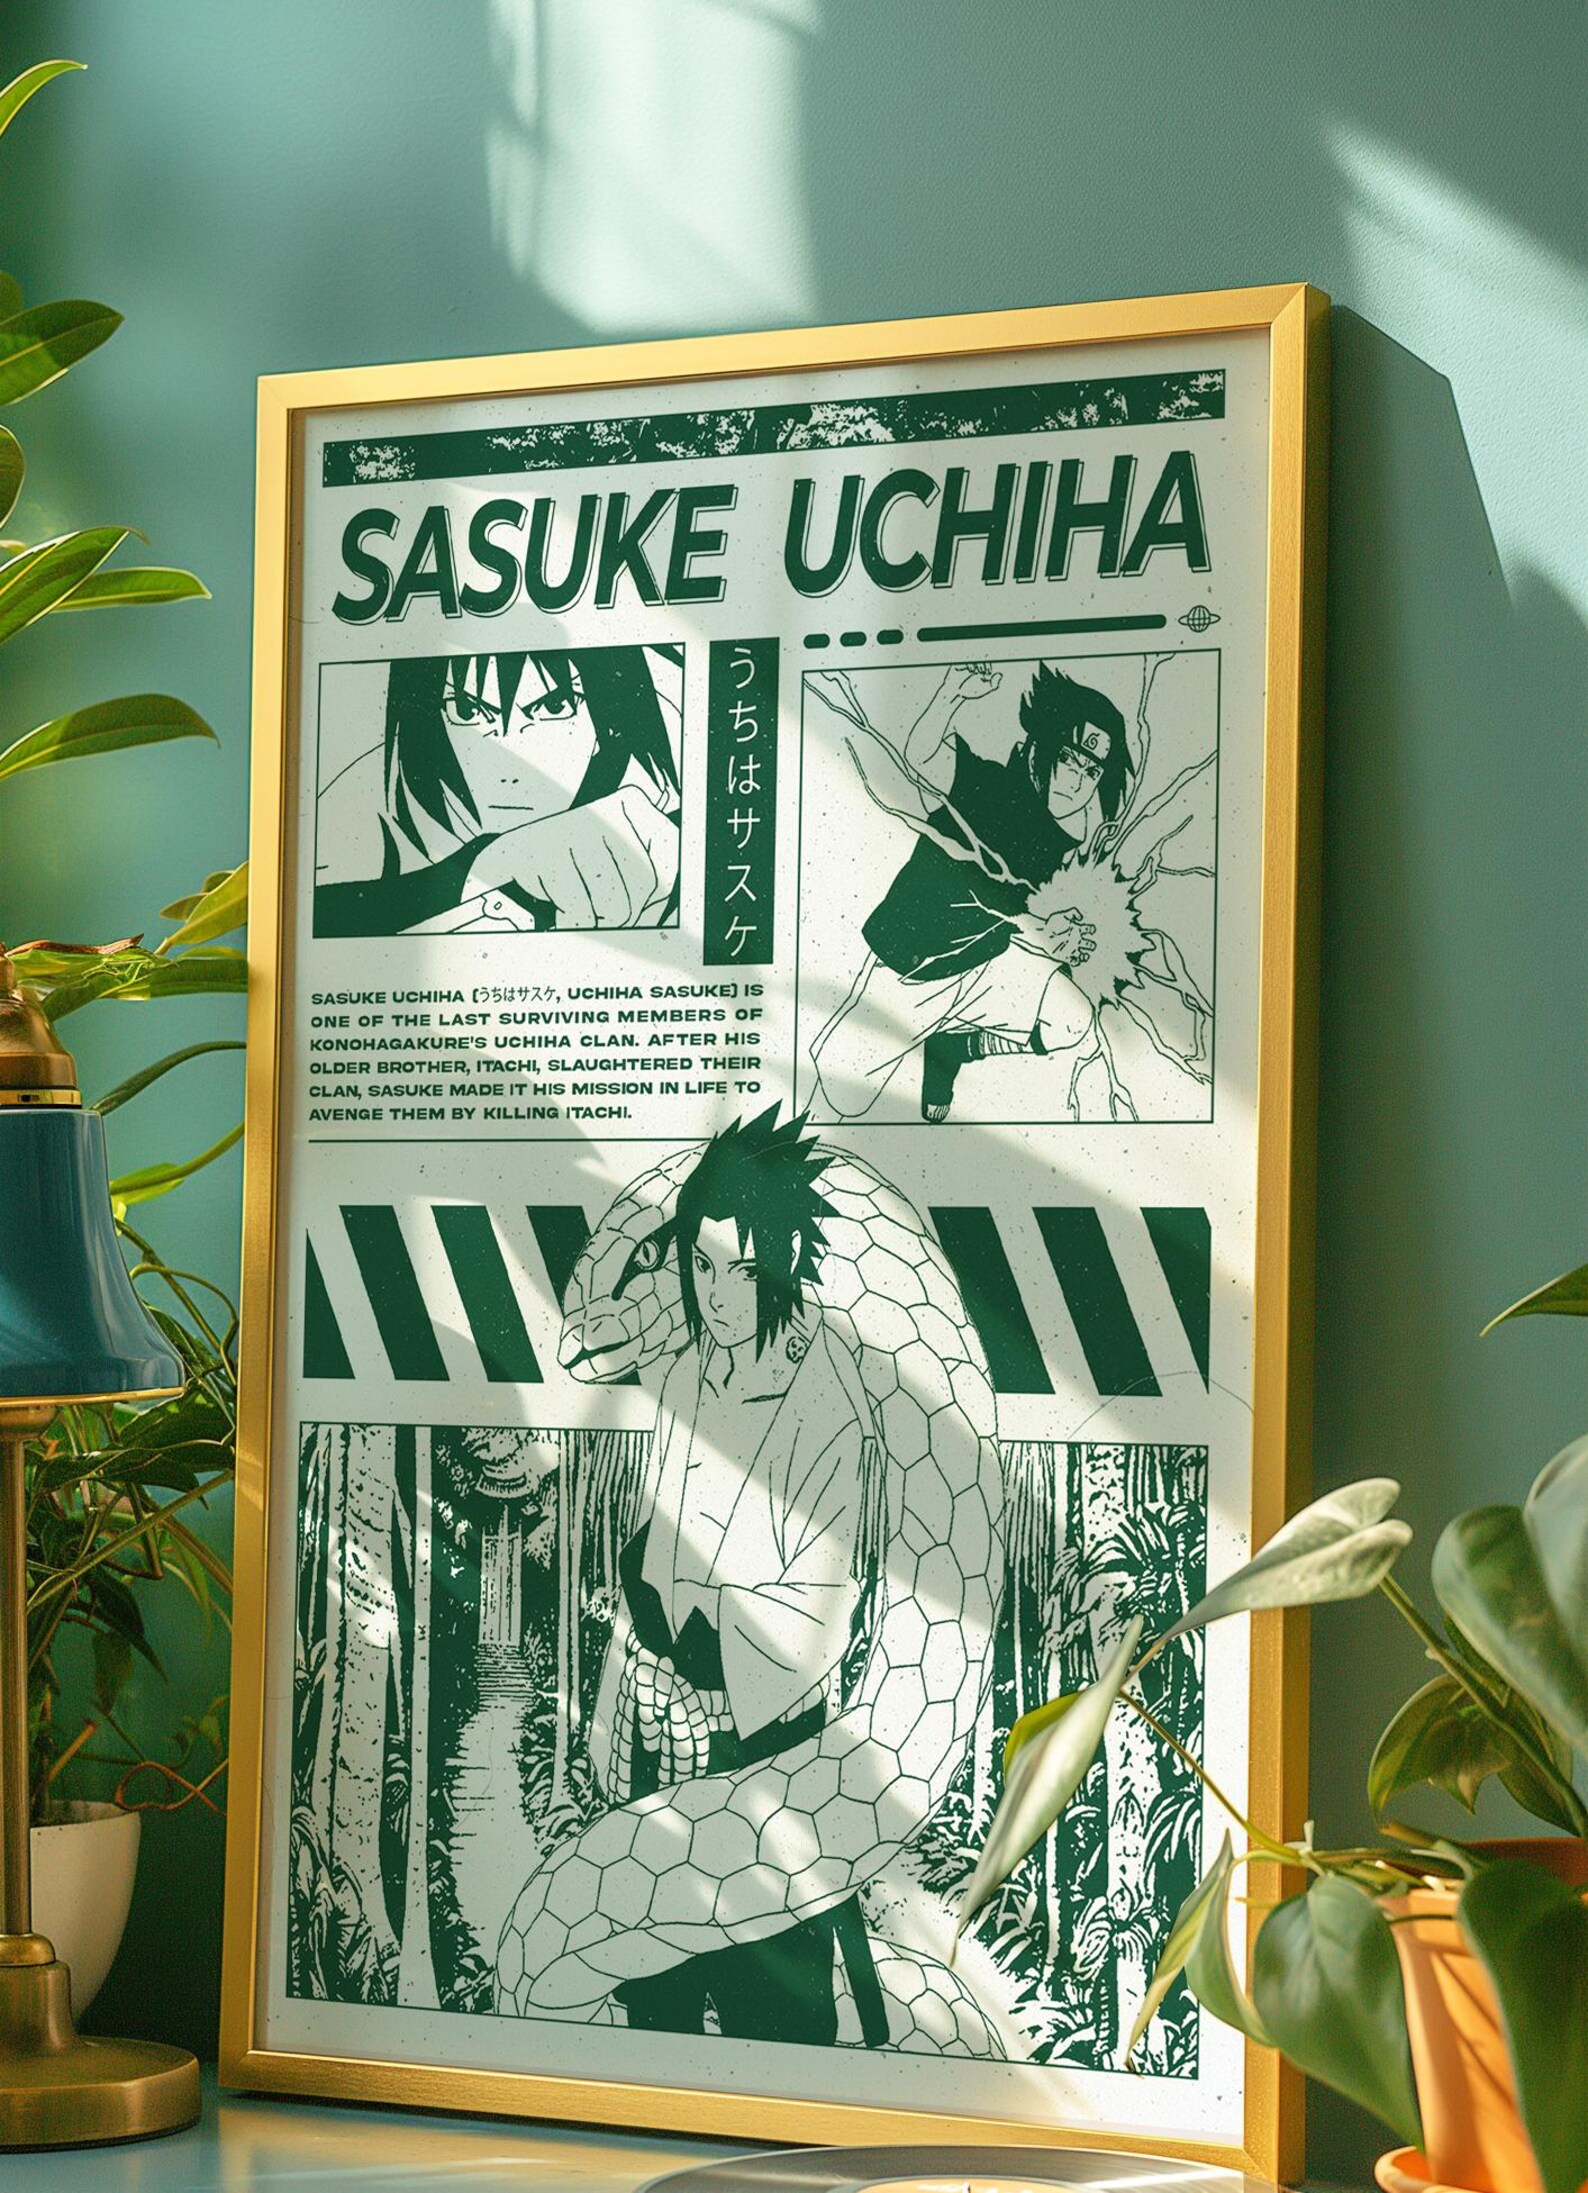 SASUKE UCHIHA
うちはサスケ
SASUKE UCHIHA (うちはサスケ, UCHIHA SASUKE) IS
ONE OF THE LAST SURVIVING MEMBERS OF
KONOHAGAKURE'S UCHIHA CLAN. AFTER HIS
OLDER BROTHER, ITACHI, SLAUGHTERED THEIR
CLAN, SASUKE MADE IT HIS MISSION IN LIFE TO
AVENGE THEM BY KILLING ITACHI.